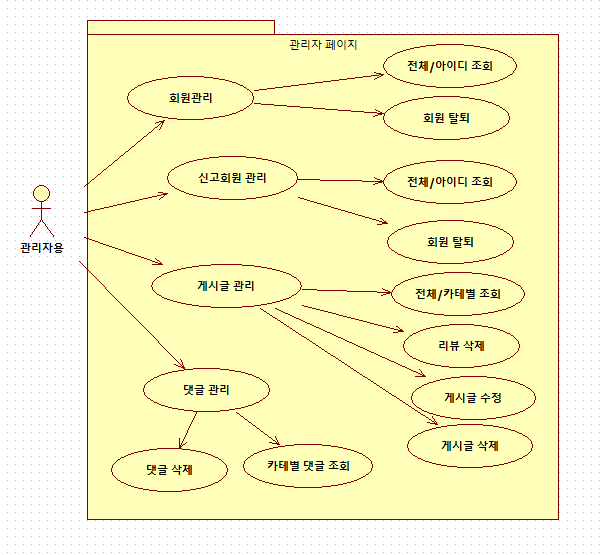 관리자 페이지
전체/아이디 조회
회원관리
회원 탈퇴
신고회원 관리
전체/아이디 조회
회원 탈퇴
관리자용
게시글 관리
전체/카테별 조회
리뷰 삭제
게시글 수정
게시글 삭제
댓글 관리
댓글 삭제
카테별 댓글 조회